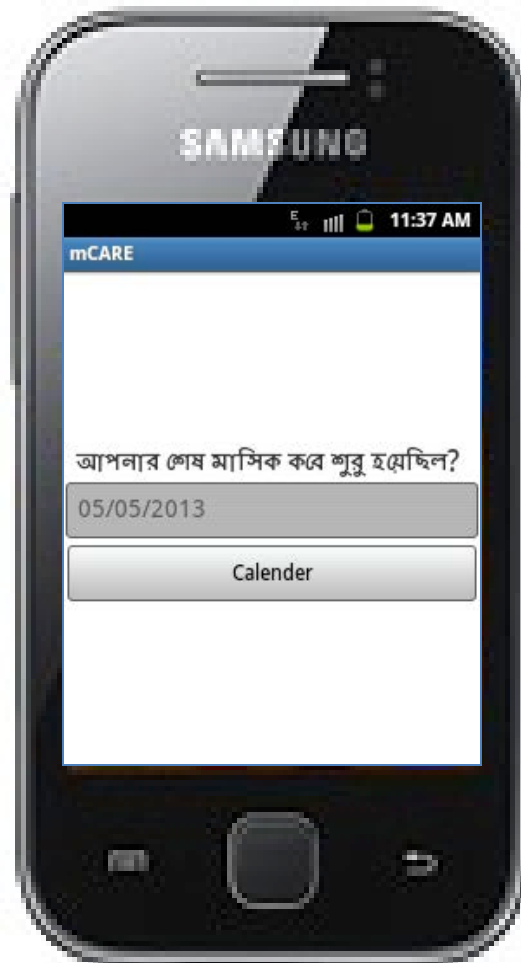 SAMSUNG
E 11:37 AM
mCARE
আপনার শেষ মাসিক কবে শুরু হয়েছিল?
05/05/2013
Calender